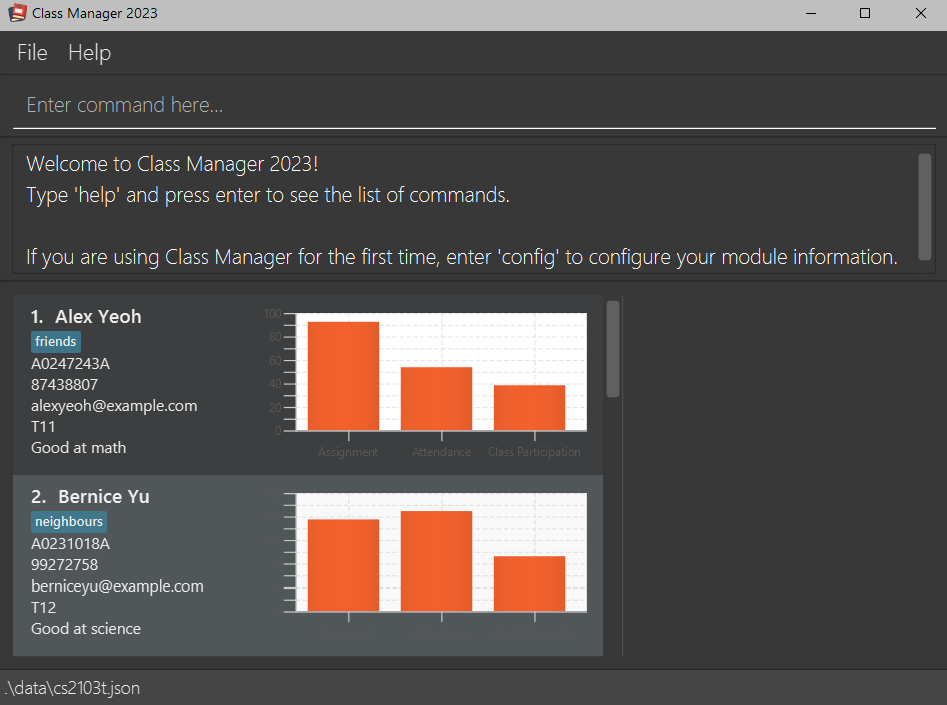 Class Manager 2023
File Help
Enter command here...
Welcome to Class Manager 2023!
Type 'help' and press enter to see the list of commands.
If you are using Class Manager for the first time, enter 'config' to configure your module information.
1. Alex Yeoh
friends
A0247243A
87438807
alexyeoh@example.com
T11
Good at math
100
80
60
40
20
0
Assignment Attendance Class Participation
2. Bernice Yu
neighbours
A0231018A
99272758
berniceyu@example.com
T12
Good at science
.\data\cs2103t.json